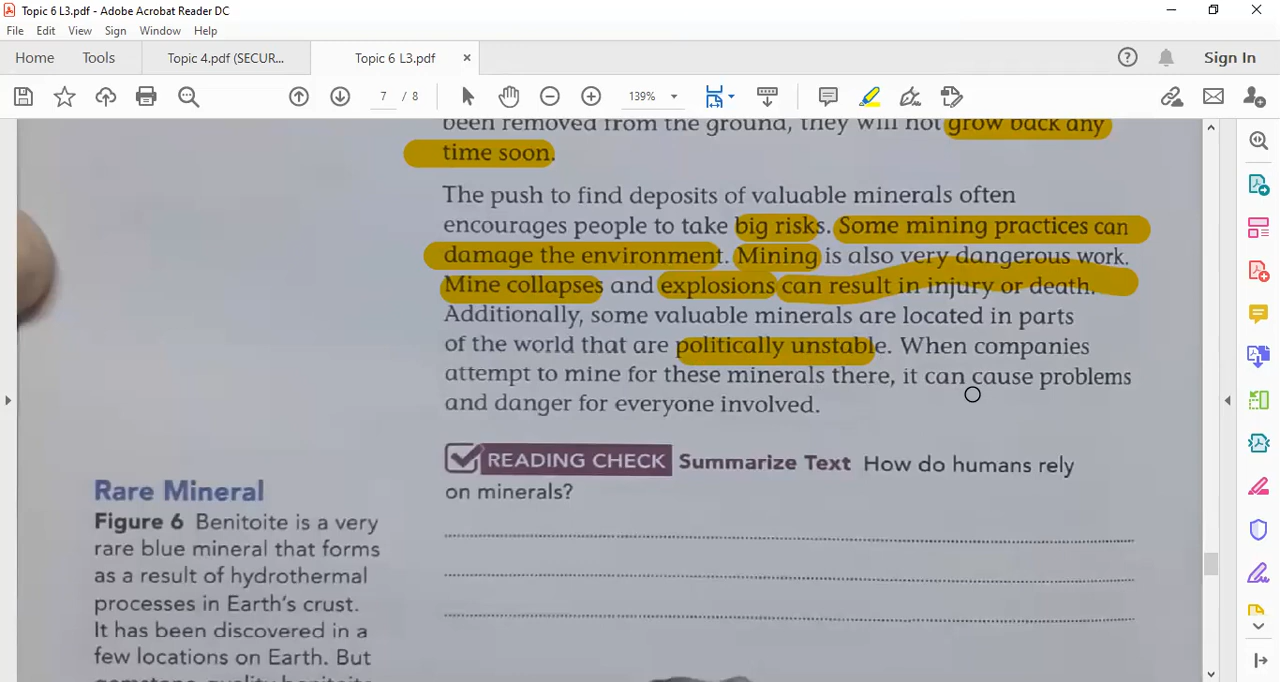 Topic 6 L3.pdf - Adobe Acrobat Reader DC
File Edit View Sign Window Help
Home Tools Topic 4.pdf (SECUR... Topic 6 L3.pdf × Sign In
7 / 8 139%
been removed from the ground, they will not grow back any
time soon.
The push to find deposits of valuable minerals often
encourages people to take big risks. Some mining practices can
damage the environment. Mining is also very dangerous work.
Mine collapses and explosions can result in injury or death.
Additionally, some valuable minerals are located in parts
of the world that are politically unstable. When companies
attempt to mine for these minerals there, it can cause problems
and danger for everyone involved.
READING CHECK Summarize Text How do humans rely
on minerals?
Rare Mineral
Figure 6 Benitoite is a very
rare blue mineral that forms
as a result of hydrothermal
processes in Earth's crust.
It has been discovered in a
few locations on Earth. But
gemstone-quality benitoite